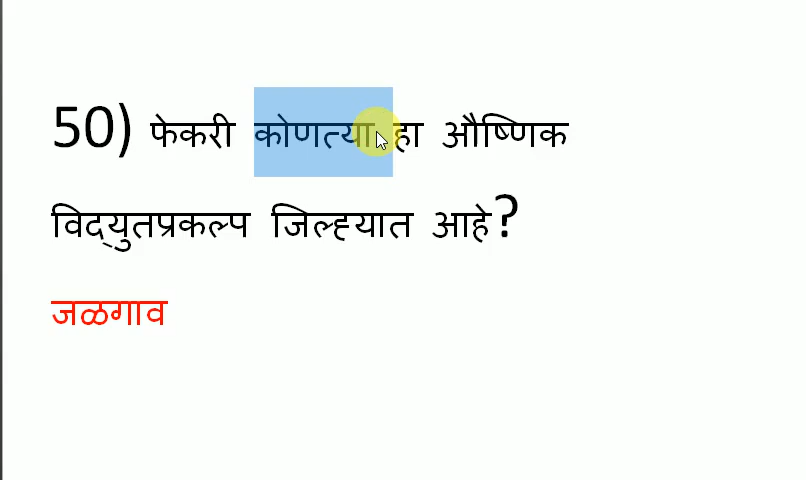 50) फेकरी कोणत्या हा औष्णिक
विद्‌युतप्रकल्प जिल्ह्यात आहे?
जळगाव